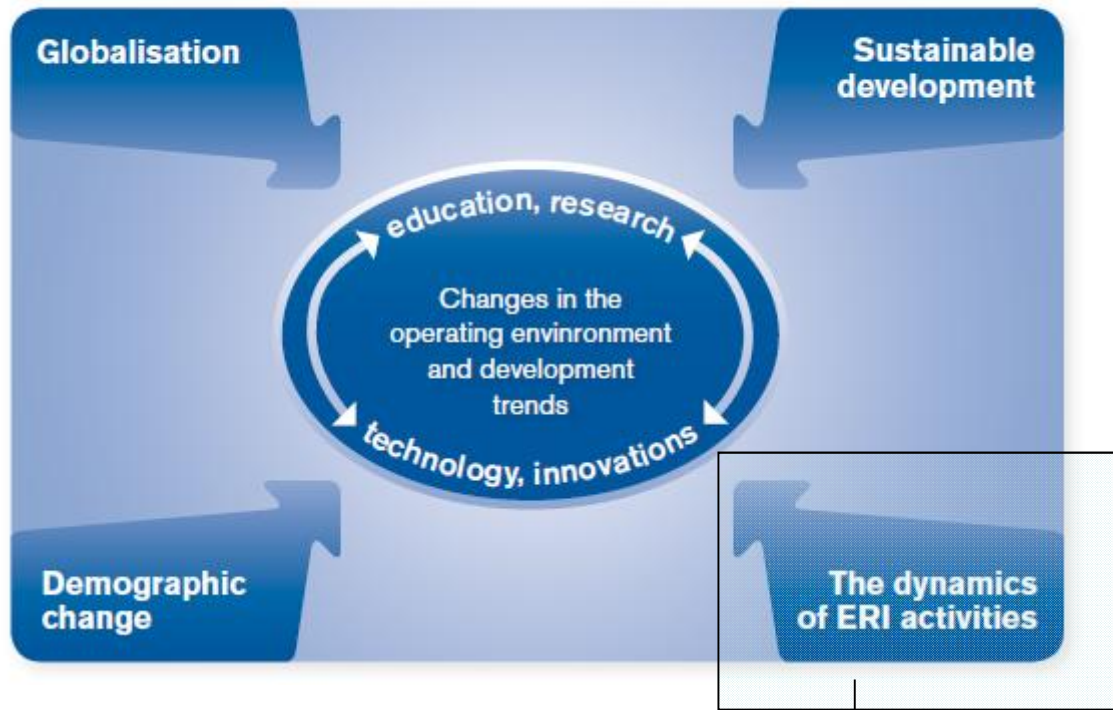 Globalisation
Sustainable
development
education, research
Changes in the
operating envinronment
and development
trends
technology, innovations
Demographic
change
The dynamics
of ERI activities